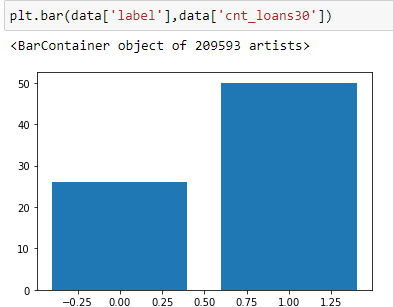 plt.bar(data['label'],data['cnt_loans30'])
<BarContainer object of 209593 artists>
50
40
30
20
10
0
−0.25 0.00 0.25 0.50 0.75 1.00 1.25